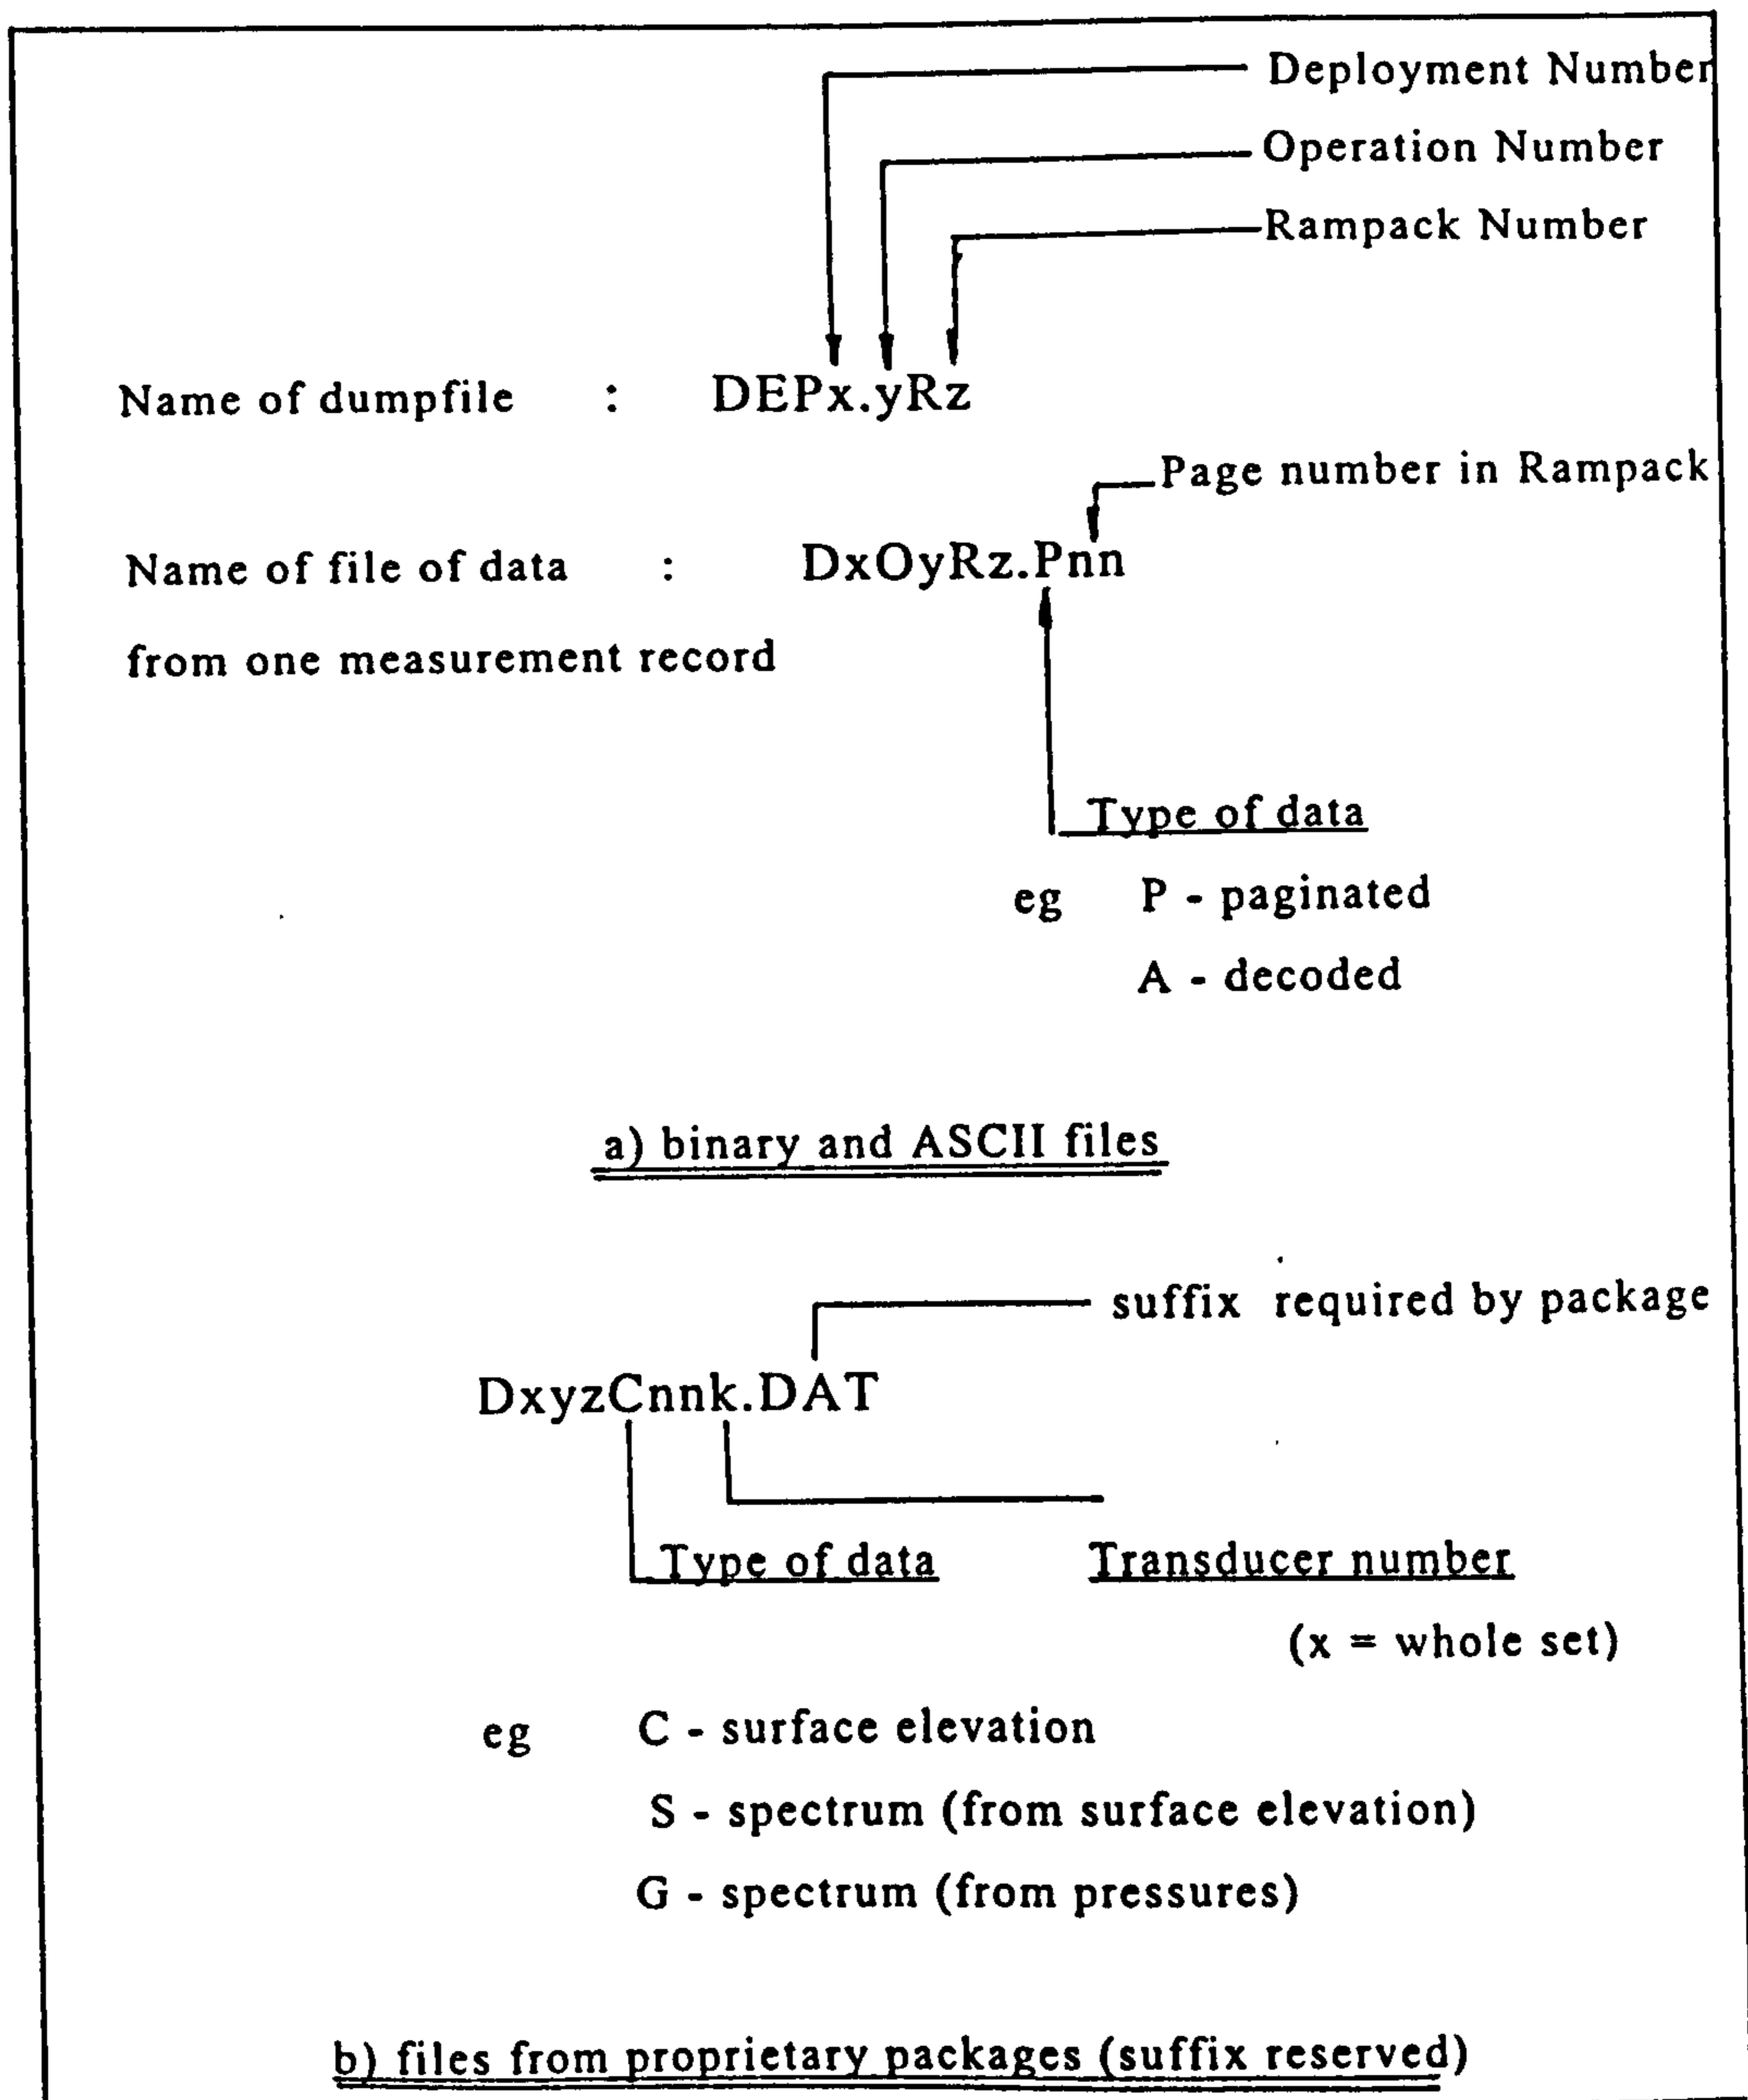 Deployment Number
Operation Number
Rampack Number
Name of dumpfile : DEPx.yRz
Page number in Rampack
Name of file of data : DxOyRz.Pnn
from one measurement record
Type of data
eg P - paginated
A - decoded
a) binary and ASCII files
suffix required by package
DxyzCnnk.DAT
Type of data Transducer number
(x = whole set)
eg C - surface elevation
S - spectrum (from surface elevation)
G - spectrum (from pressures)
b) files from proprietary packages (suffix reserved)